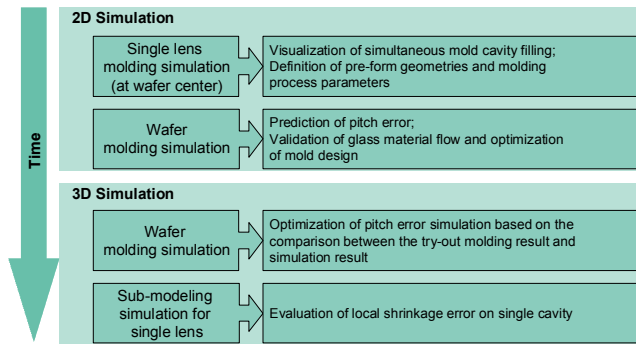 Time
2D Simulation
Single lens
molding simulation
(at wafer center)
Visualization of simultaneous mold cavity filling;
Definition of pre-form geometries and molding
process parameters
Wafer
molding simulation
Prediction of pitch error;
Validation of glass material flow and optimization
of mold design
3D Simulation
Wafer
molding simulation
Optimization of pitch error simulation based on the
comparison between the try-out molding result and
simulation result
Sub-modeling
simulation for
single lens
Evaluation of local shrinkage error on single cavity